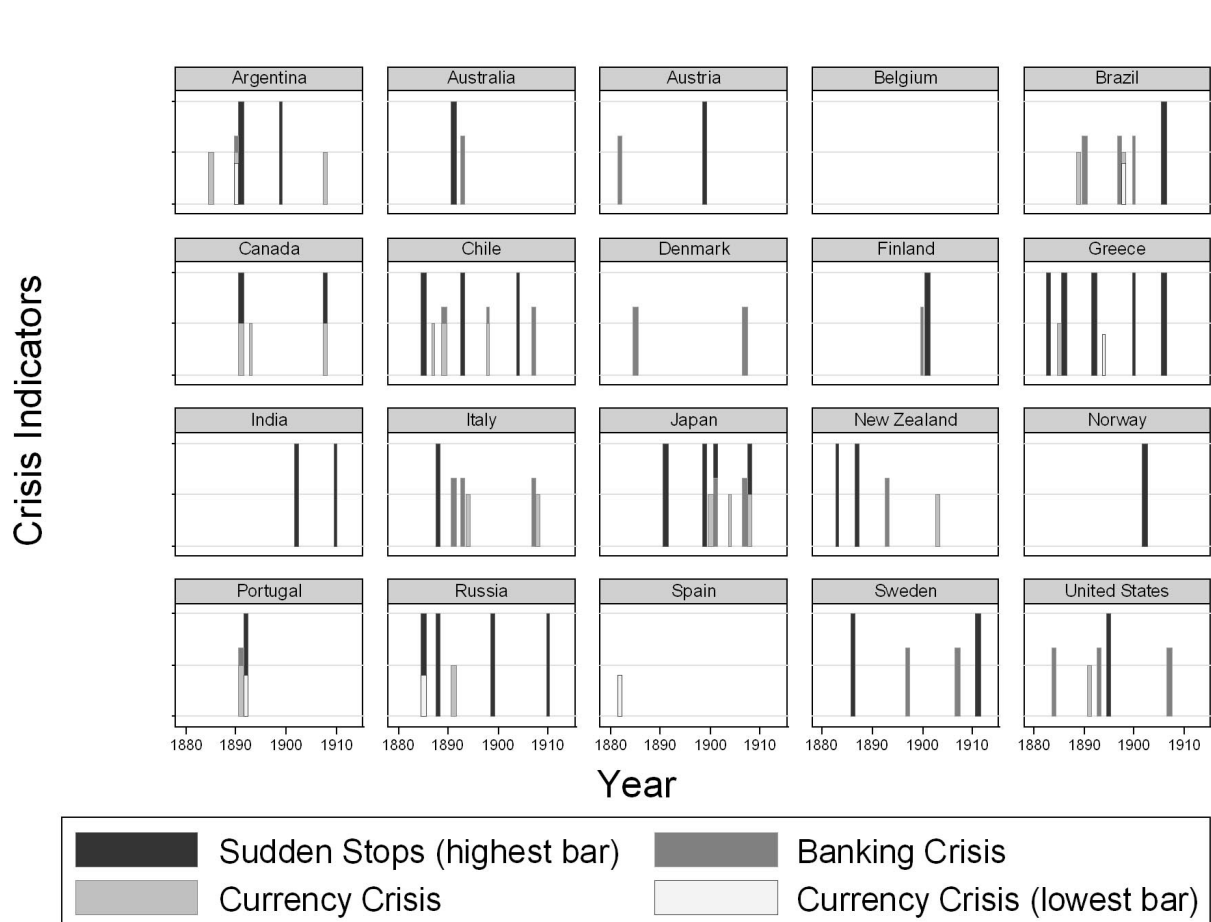 Argentina Australia Austria Belgium Brazil
Canada Chile Denmark Finland Greece
India Italy Japan New Zealand Norway
Portugal Russia Spain Sweden United States
Crisis Indicators
1880 1890 1900 1910 1880 1890 1900 1910 1880 1890 1900 1910 1880 1890 1900 1910 1880 1890 1900 1910
Year
Sudden Stops (highest bar) Banking Crisis
Currency Crisis Currency Crisis (lowest bar)